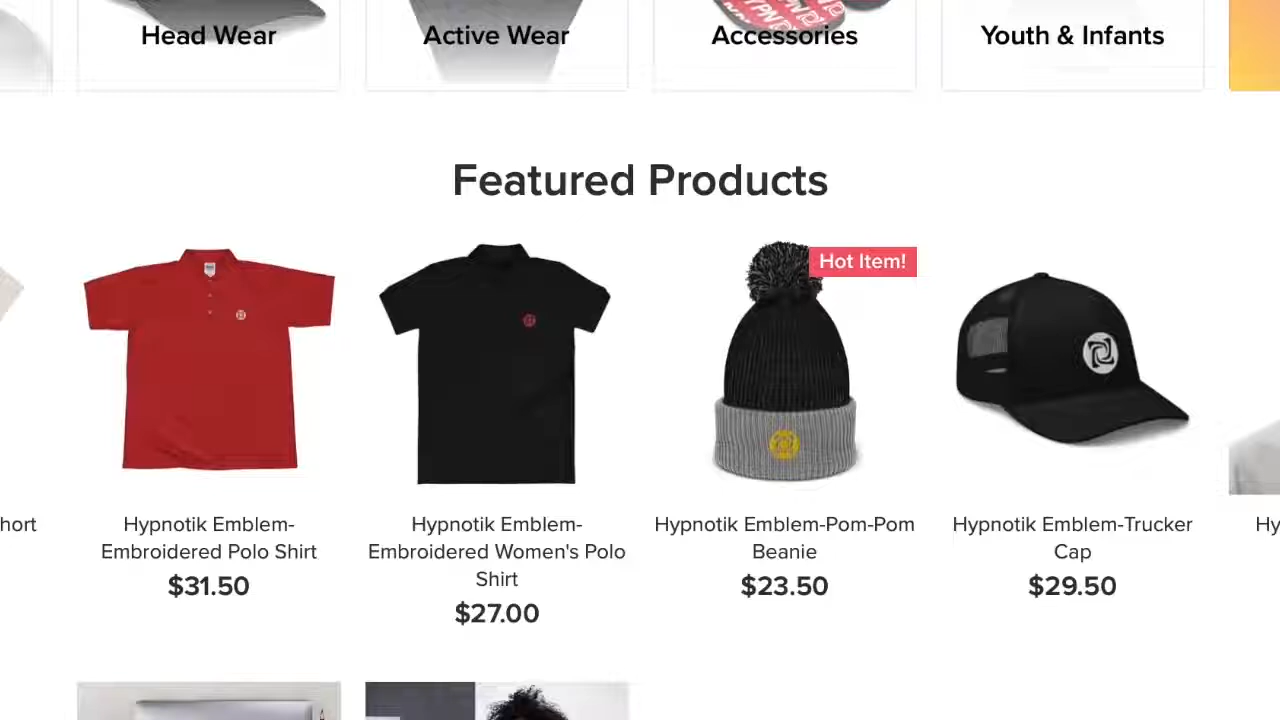 Head Wear
Active Wear
Accessories
Youth & Infants
Featured Products
Hot Item!
hort
Hypnotik Emblem-
Embroidered Polo Shirt
$31.50
Hypnotik Emblem-
Embroidered Women's Polo
Shirt
$27.00
Hypnotik Emblem-Pom-Pom
Beanie
$23.50
Hypnotik Emblem-Trucker
Cap
$29.50
Hy